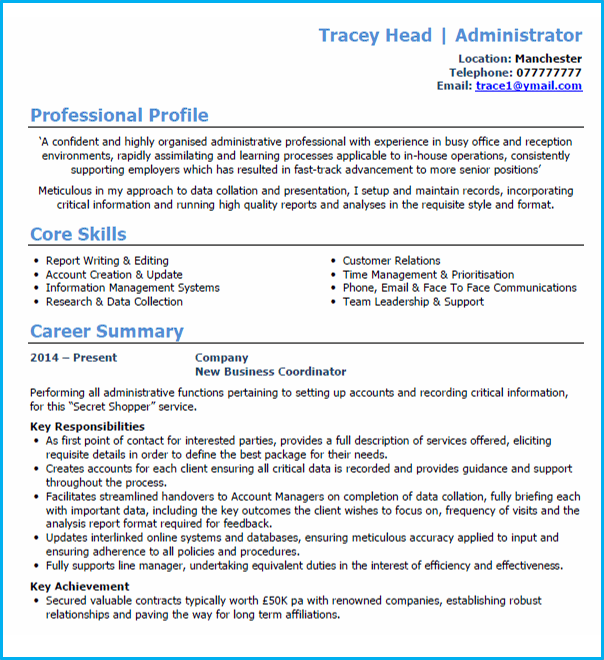 Tracey Head | Administrator
Location: Manchester
Telephone: 077777777
Email: trace1@ymail.com
Professional Profile
‘A confident and highly organised administrative professional with experience in busy office and reception
environments, rapidly assimilating and learning processes applicable to in-house operations, consistently
supporting employers which has resulted in fast-track advancement to more senior positions’
Meticulous in my approach to data collation and presentation, I setup and maintain records, incorporating
critical information and running high quality reports and analyses in the requisite style and format.
Core Skills
• Report Writing & Editing
• Account Creation & Update
• Information Management Systems
• Research & Data Collection
• Customer Relations
• Time Management & Prioritisation
• Phone, Email & Face To Face Communications
• Team Leadership & Support
Career Summary
2014 – Present Company
New Business Coordinator
Performing all administrative functions pertaining to setting up accounts and recording critical information,
for this “Secret Shopper” service.
Key Responsibilities
• As first point of contact for interested parties, provides a full description of services offered, eliciting
requisite details in order to define the best package for their needs.
• Creates accounts for each client ensuring all critical data is recorded and provides guidance and support
throughout the process.
• Facilitates streamlined handovers to Account Managers on completion of data collation, fully briefing each
with important data, including the key outcomes the client wishes to focus on, frequency of visits and the
analysis report format required for feedback.
• Updates interlinked online systems and databases, ensuring meticulous accuracy applied to input and
ensuring adherence to all policies and procedures.
• Fully supports line manager, undertaking equivalent duties in the interest of efficiency and effectiveness.
Key Achievement
• Secured valuable contracts typically worth £50K pa with renowned companies, establishing robust
relationships and paving the way for long term affiliations.